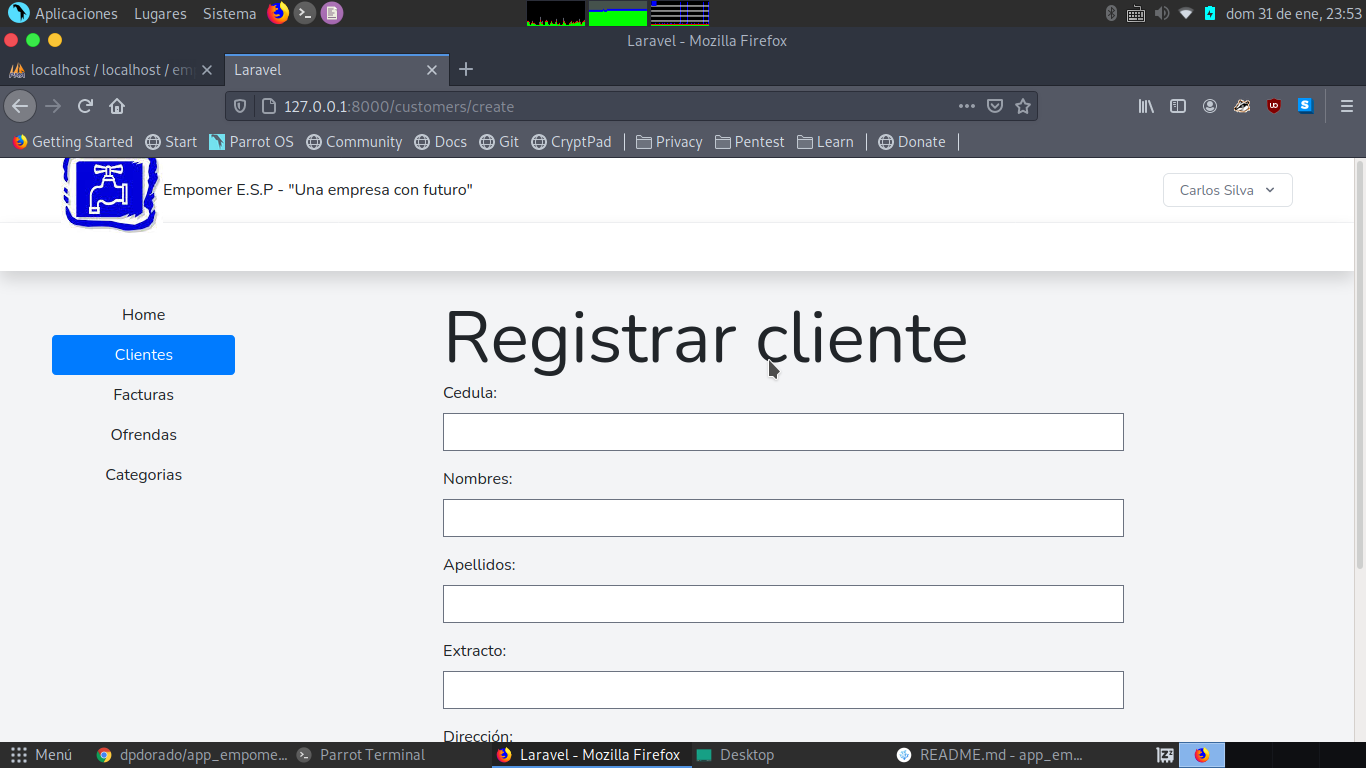 Aplicaciones Lugares Sistema dom 31 de ene, 23:53
Laravel - Mozilla Firefox
localhost / localhost / em
Laravel
127.0.0.1:8000/customers/create
Getting Started Start Parrot OS Community Docs Git CryptPad Privacy Pentest Learn Donate
Empomer E.S.P - "Una empresa con futuro"
Carlos Silva
Home
Clientes
Facturas
Ofrendas
Categorias
Registrar cliente
Cedula:
Nombres:
Apellidos:
Extracto:
Dirección:
Menú dpdorado/app_empome... Parrot Terminal Laravel - Mozilla Firefox Desktop README.md - app_em...